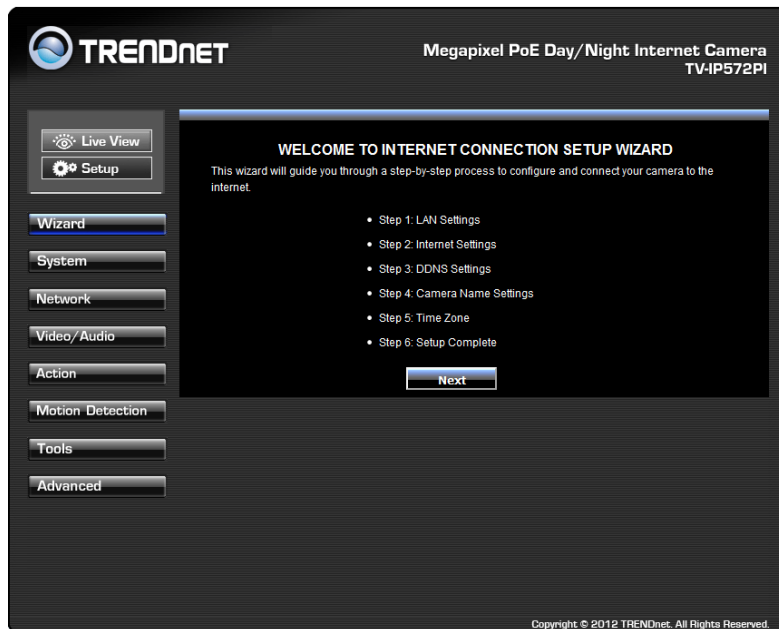 TRENDNET
Megapixel PoE Day/Night Internet Camera
TV-IP572PI
Live View
Setup
Wizard
System
Network
Video/Audio
Action
Motion Detection
Tools
Advanced
WELCOME TO INTERNET CONNECTION SETUP WIZARD
This wizard will guide you through a step-by-step process to configure and connect your camera to the
internet.
• Step 1: LAN Settings
• Step 2: Internet Settings
• Step 3: DDNS Settings
• Step 4: Camera Name Settings
• Step 5: Time Zone
• Step 6: Setup Complete
Next
Copyright © 2012 TRENDnet. All Rights Reserved.